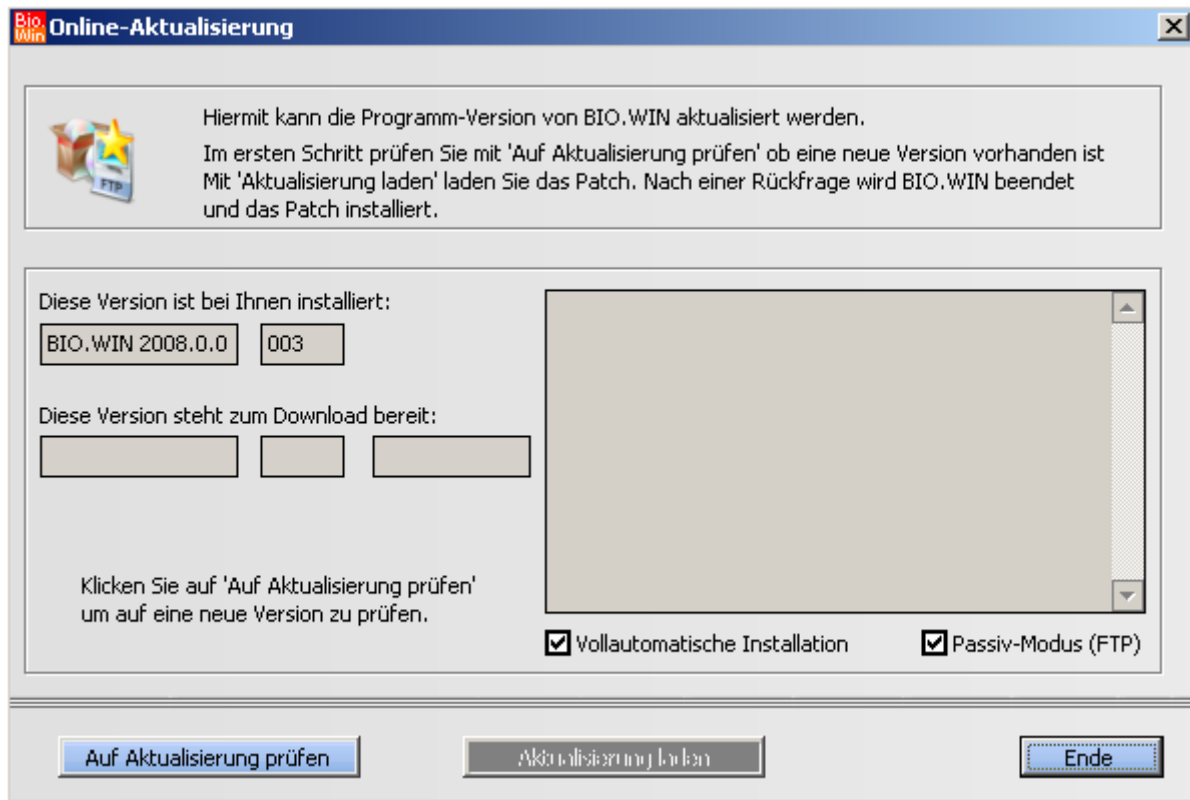 Bio.
Win
Online-Aktualisierung
Hiermit kann die Programm-Version von BIO.WIN aktualisiert werden.
Im ersten Schritt prüfen Sie mit 'Auf Aktualisierung prüfen' ob eine neue Version vorhanden ist
Mit 'Aktualisierung laden' laden Sie das Patch. Nach einer Rückfrage wird BIO.WIN beendet
und das Patch installiert.
FTP
Diese Version ist bei Ihnen installiert:
BIO.WIN 2008.0.0 003
Diese Version steht zum Download bereit:
Klicken Sie auf 'Auf Aktualisierung prüfen'
um auf eine neue Version zu prüfen.
Vollautomatische Installation Passiv-Modus (FTP)
Auf Aktualisierung prüfen Aktualisierung laden Ende